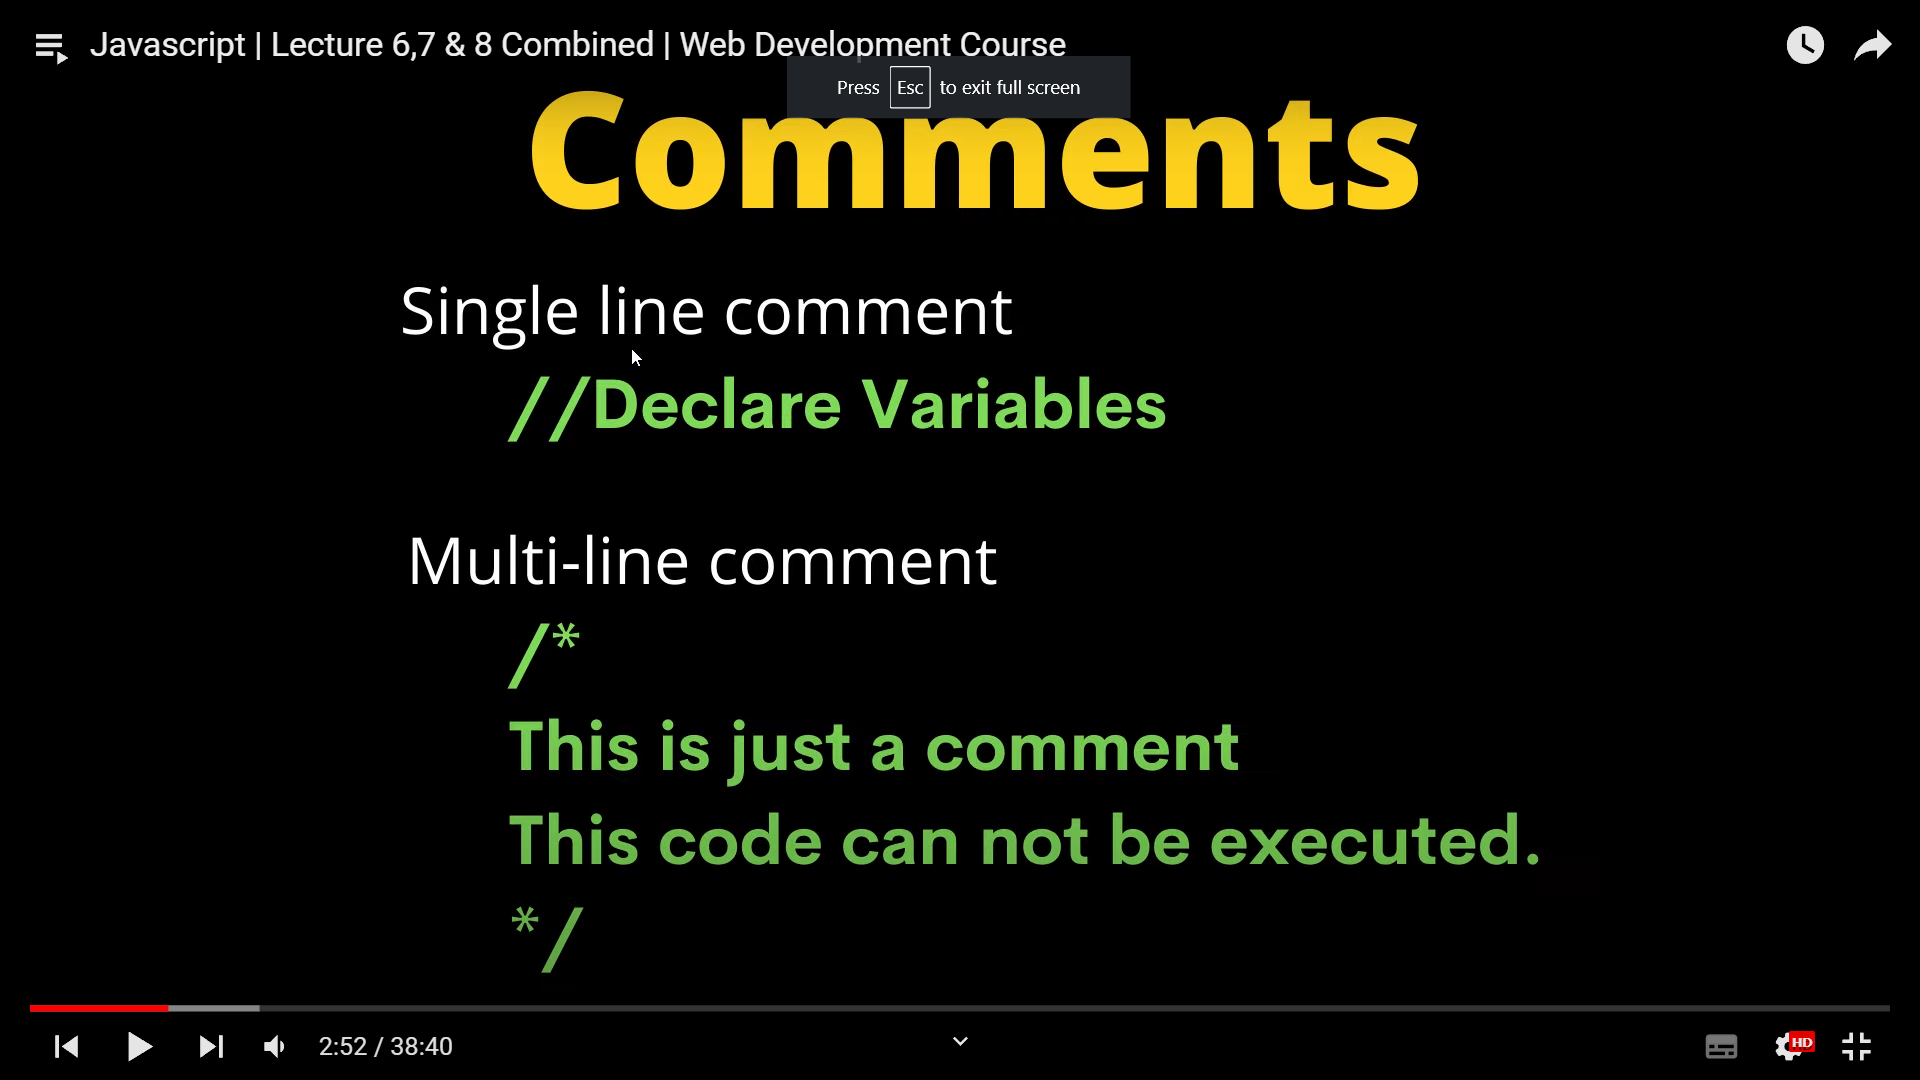 Javascript | Lecture 6,7 & 8 Combined | Web Development Course
Press Esc to exit full screen
Comments
Single line comment
//Declare Variables
Multi-line comment
/*
This is just a comment
This code can not be executed.
*/
2:52 / 38:40
HD